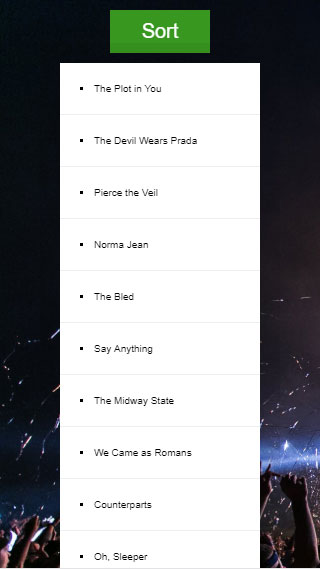 Sort
The Plot in You
The Devil Wears Prada
Pierce the Veil
Norma Jean
The Bled
Say Anything
The Midway State
We Came as Romans
Counterparts
Oh, Sleeper